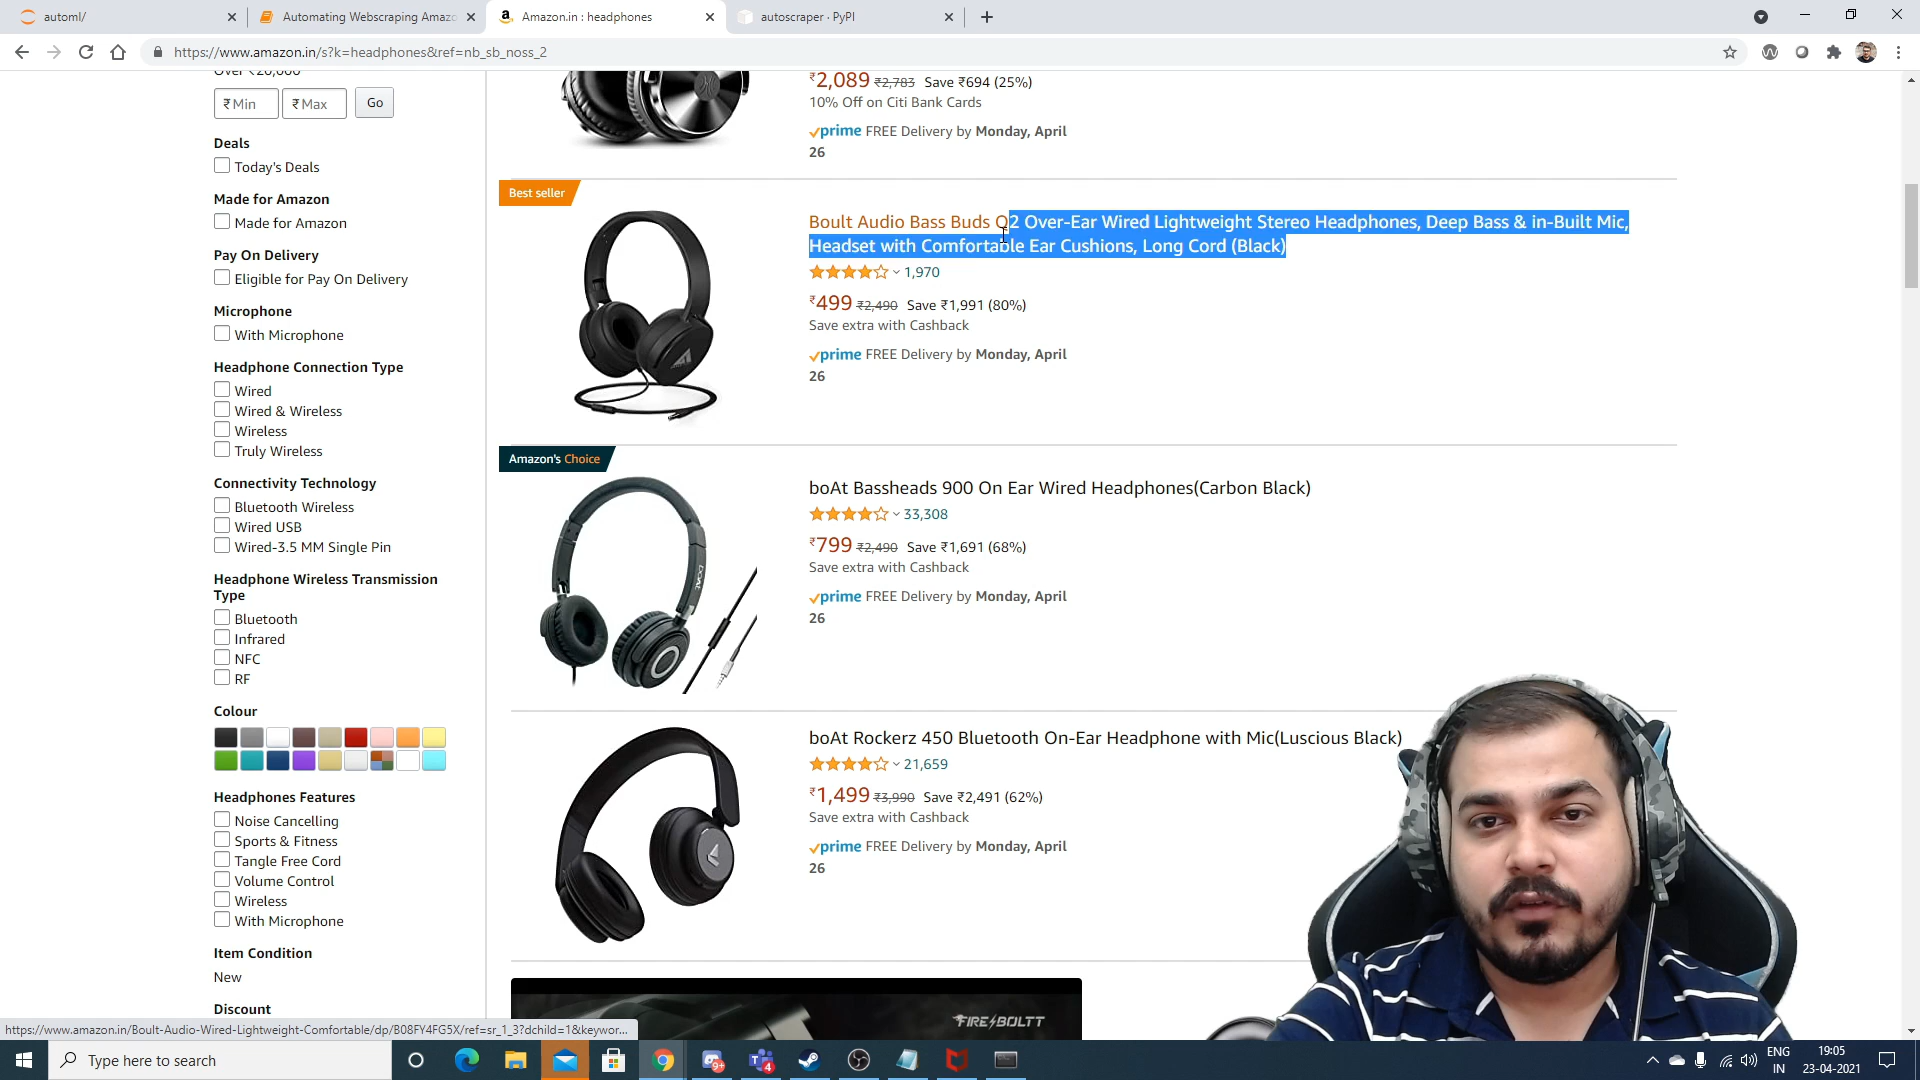 automl/
Automating Webscraping Amazo
Amazon.in : headphones
autoscraper · PyPI
https://www.amazon.in/s?k=headphones&ref=nb_sb_noss_2
Over ₹20,000
₹ Min
₹ Max
Go
Deals
Today's Deals
Made for Amazon
Made for Amazon
Pay On Delivery
Eligible for Pay On Delivery
Microphone
With Microphone
Headphone Connection Type
Wired
Wired & Wireless
Wireless
Truly Wireless
Connectivity Technology
Bluetooth Wireless
Wired USB
Wired-3.5 MM Single Pin
Headphone Wireless Transmission
Type
Bluetooth
Infrared
NFC
RF
Colour
Headphones Features
Noise Cancelling
Sports & Fitness
Tangle Free Cord
Volume Control
Wireless
With Microphone
Item Condition
New
Discount
₹2,089 ₹2,783 Save ₹694 (25%)
10% Off on Citi Bank Cards
prime FREE Delivery by Monday, April
26
Best seller
Boult Audio Bass Buds Q2 Over-Ear Wired Lightweight Stereo Headphones, Deep Bass & in-Built Mic,
Headset with Comfortable Ear Cushions, Long Cord (Black)
1,970
₹499 ₹2,490 Save ₹1,991 (80%)
Save extra with Cashback
prime FREE Delivery by Monday, April
26
Amazon's Choice
boAt
boAt Bassheads 900 On Ear Wired Headphones(Carbon Black)
33,308
₹799 ₹2,490 Save ₹1,691 (68%)
Save extra with Cashback
prime FREE Delivery by Monday, April
26
boAt Rockerz 450 Bluetooth On-Ear Headphone with Mic(Luscious Black)
21,659
₹1,499 ₹3,990 Save ₹2,491 (62%)
Save extra with Cashback
prime FREE Delivery by Monday, April
26
FIRE BOLTT
https://www.amazon.in/Boult-Audio-Wired-Lightweight-Comfortable/dp/B08FY4FG5X/ref=sr_1_3?dchild=1&keywor...
Type here to search
9+
4
ENG
IN
19:05
23-04-2021